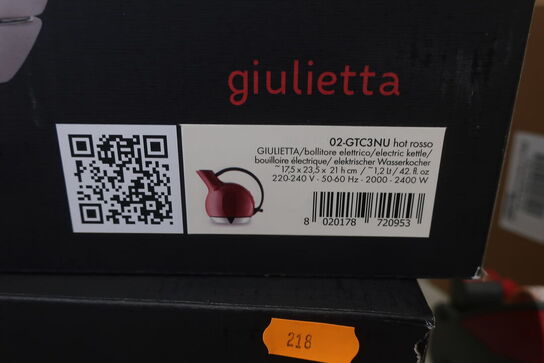 giulietta
02-GTC3NU hot rosso
GIULIETTA/bollitore elettrico/electric kettle/
bouilloire électrique/ elektrischer Wasserkocher
~17,5 x 23,5 x 21 h cm / ~1,2 Lt / 42. fl. oz
220-240 V - 50-60 Hz - 2000 - 2400 W
8 020178 720953
218